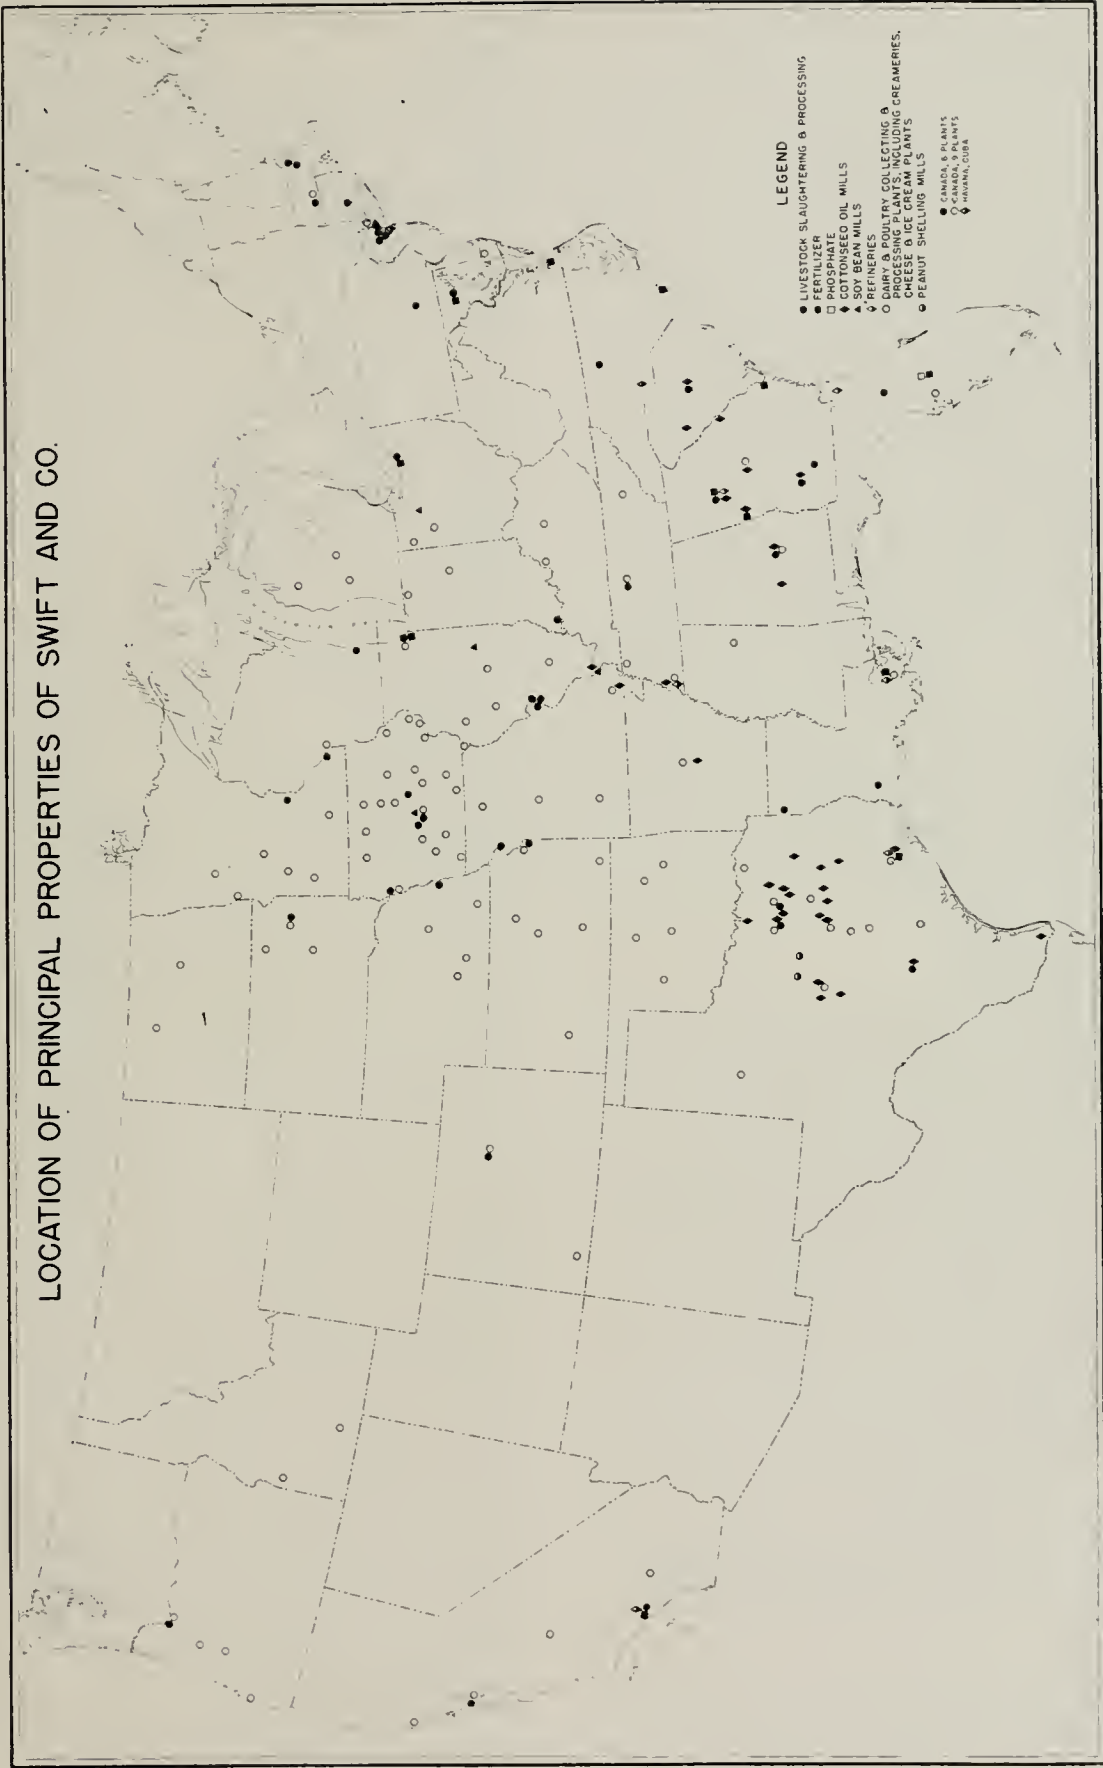 LOCATION OF PRINCIPAL PROPERTIES OF SWIFT AND CO.
LEGEND
LIVESTOCK SLAUGHTERING & PROCESSING
FERTILIZER
PHOSPHATE
COTTONSEED OIL MILLS
SOY BEAN MILLS
REFINERIES
DAIRY & POULTRY COLLECTING &
PROCESSING PLANTS, INCLUDING CREAMERIES,
CHEESE & ICE CREAM PLANTS
PEANUT SHELLING MILLS
CANADA, 8 PLANTS
CANADA, 9 PLANTS
HAVANA, CUBA